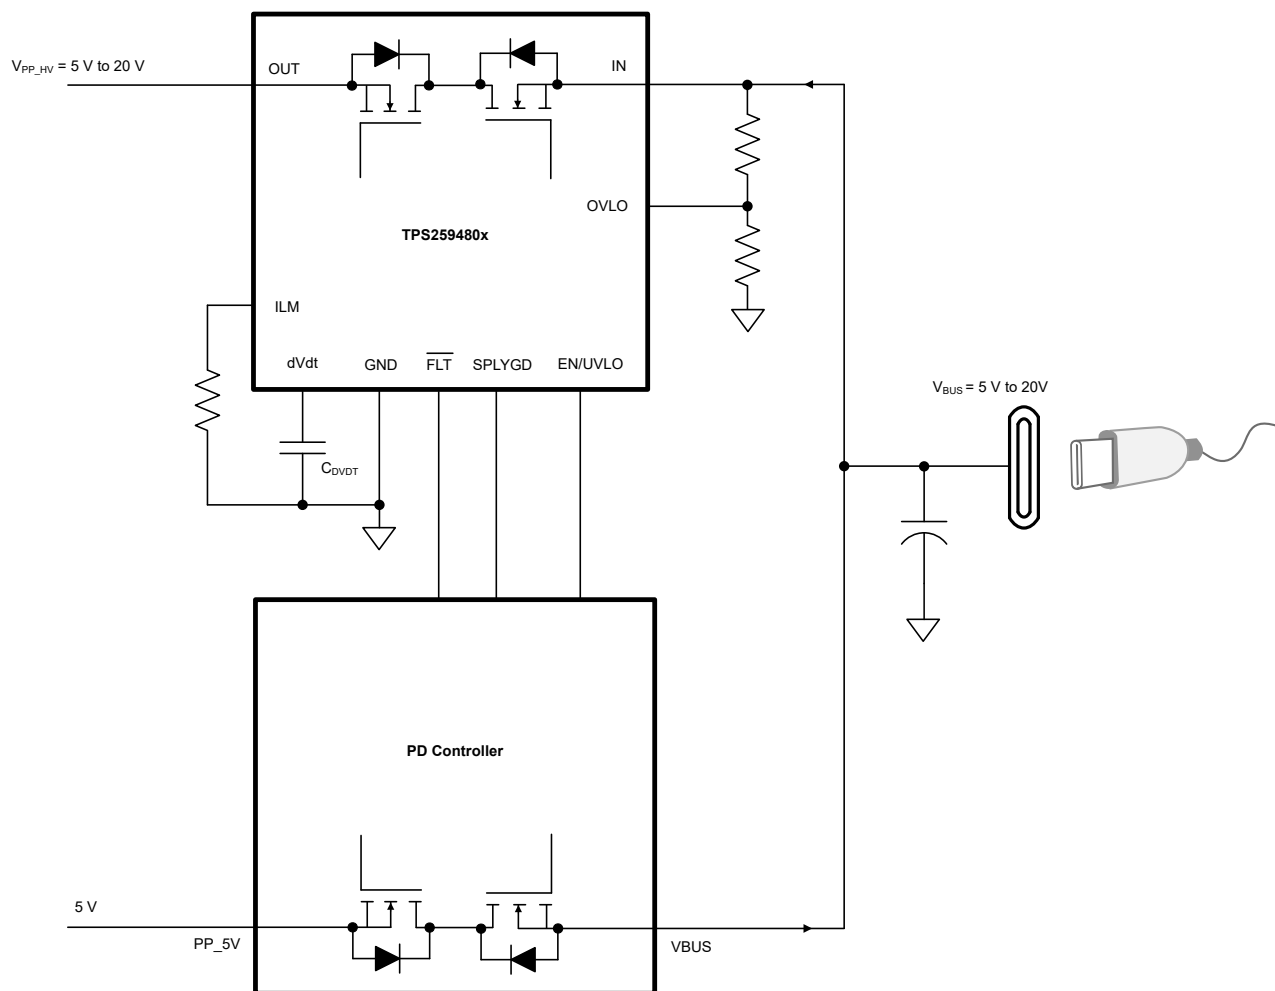 V_PP_HV = 5 V to 20 V
OUT
IN
OVLO
TPS259480x
ILM
dVdt
GND
FLT
SPLYGD
EN/UVLO
C_DVDT
V_BUS = 5 V to 20V
PD Controller
5 V
PP_5V
VBUS